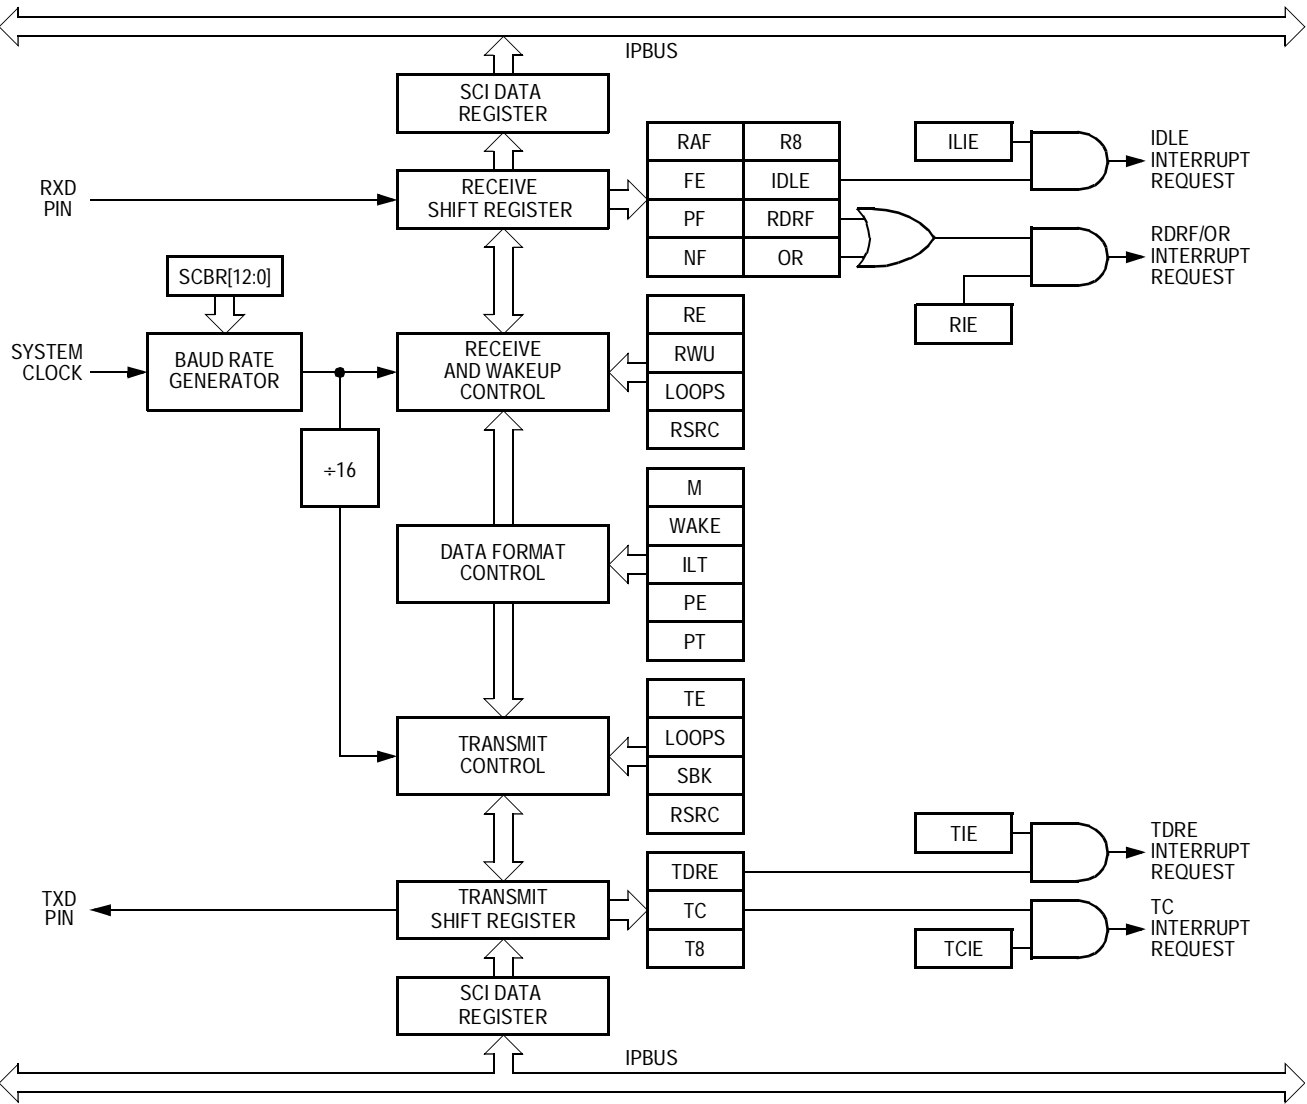 IPBUS
SCI DATA
REGISTER
RAF
R8
ILIE
IDLE
INTERRUPT
REQUEST
RXD
PIN
RECEIVE
SHIFT REGISTER
FE
IDLE
PF
RDRF
NF
OR
RDRF/OR
INTERRUPT
REQUEST
SCBR[12:0]
RE
RIE
SYSTEM
CLOCK
BAUD RATE
GENERATOR
RECEIVE
AND WAKEUP
CONTROL
RWU
LOOPS
RSRC
÷16
M
WAKE
DATA FORMAT
CONTROL
ILT
PE
PT
TE
TRANSMIT
CONTROL
LOOPS
SBK
RSRC
TIE
TDRE
INTERRUPT
REQUEST
TDRE
TXD
PIN
TRANSMIT
SHIFT REGISTER
TC
T8
TC
INTERRUPT
REQUEST
TCIE
SCI DATA
REGISTER
IPBUS